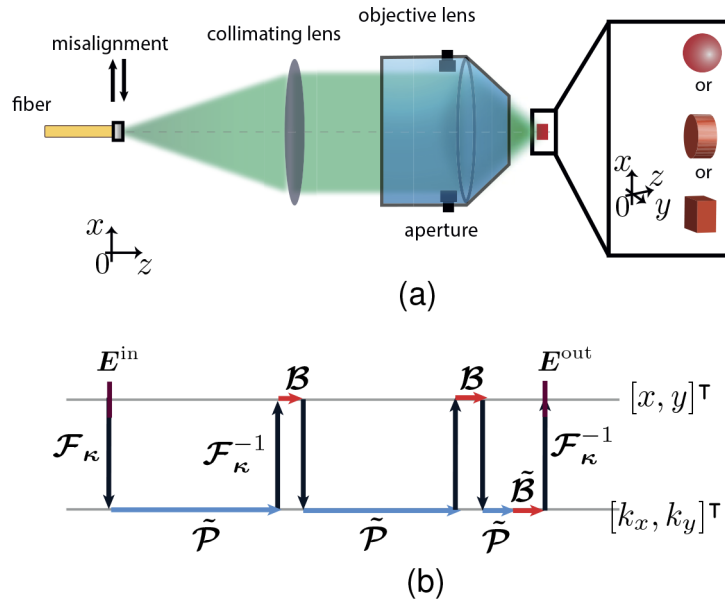 misalignment
collimating lens
objective lens
fiber
aperture
x
0
z
or
or
x
z
0
y
(a)
E^in
B
B
E^out
[x, y]^T
F_κ
F_κ^{-1}
B̃
F_κ^{-1}
P̃
P̃
P̃
[k_x, k_y]^T
(b)